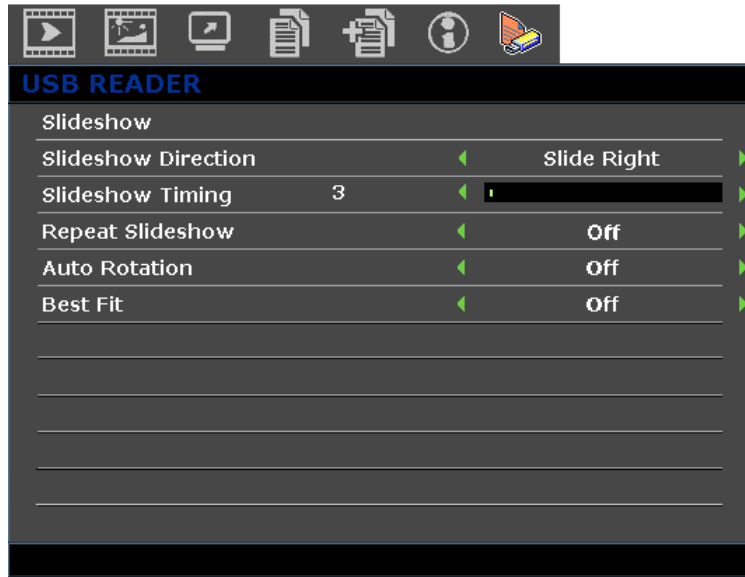 USB READER
Slideshow
Slideshow Direction Slide Right
Slideshow Timing 3
Repeat Slideshow Off
Auto Rotation Off
Best Fit Off